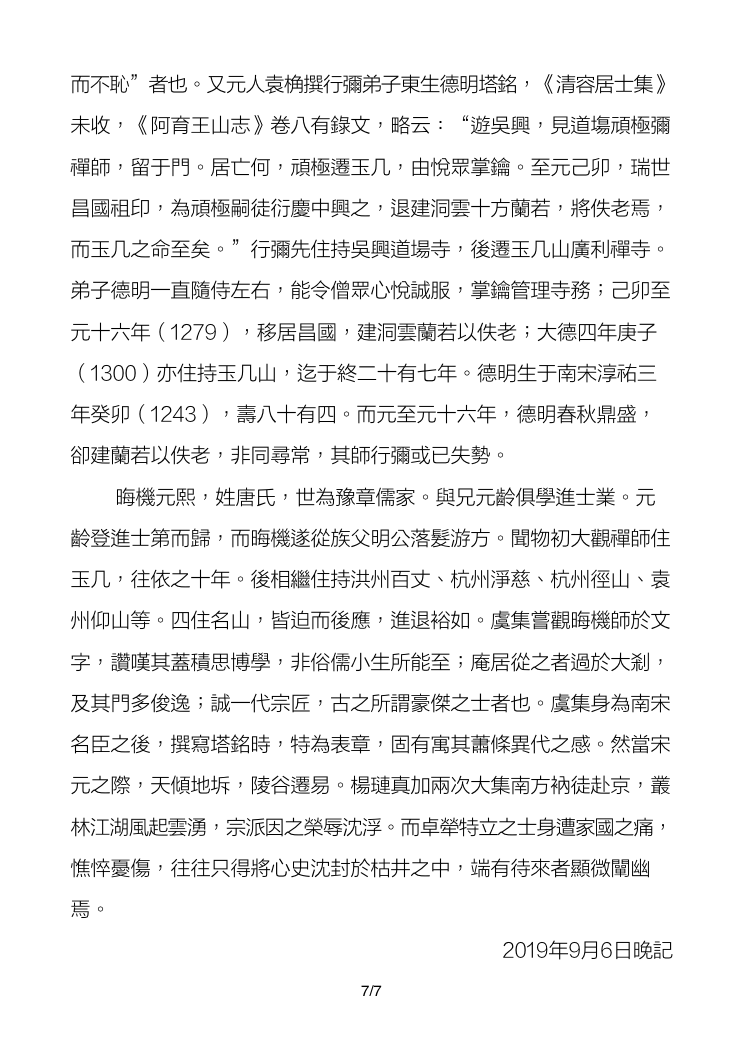 而不恥”者也。又元人袁桷撰行彌弟子東生德明塔銘，《清容居士集》
未收，《阿育王山志》卷八有錄文，略云：“遊吳興，見道場頑極彌
禪師，留于門。居亡何，頑極遷玉几，由悅眾掌鑰。至元己卯，瑞世
昌國祖印，為頑極嗣徒衍慶中興之，退建洞雲十方蘭若，將佚老焉，
而玉几之命至矣。”行彌先住持吳興道場寺，後遷玉几山廣利禪寺。
弟子德明一直隨侍左右，能令僧眾心悅誠服，掌鑰管理寺務；己卯至
元十六年（1279），移居昌國，建洞雲蘭若以佚老；大德四年庚子
（1300）亦住持玉几山，迄于終二十有七年。德明生于南宋淳祐三
年癸卯（1243），壽八十有四。而元至元十六年，德明春秋鼎盛，
卻建蘭若以佚老，非同尋常，其師行彌或已失勢。
晦機元熙，姓唐氏，世為豫章儒家。與兄元齡俱學進士業。元
齡登進士第而歸，而晦機遂從族父明公落髮游方。聞物初大觀禪師住
玉几，往依之十年。後相繼住持洪州百丈、杭州淨慈、杭州徑山、袁
州仰山等。四住名山，皆迫而後應，進退裕如。虞集嘗觀晦機師於文
字，讚嘆其蓋積思博學，非俗儒小生所能至；庵居從之者過於大剎，
及其門多俊逸；誠一代宗匠，古之所謂豪傑之士者也。虞集身為南宋
名臣之後，撰寫塔銘時，特為表章，固有寓其蕭條異代之感。然當宋
元之際，天傾地坼，陵谷遷易。楊璉真加兩次大集南方衲徒赴京，叢
林江湖風起雲湧，宗派因之榮辱沈浮。而卓犖特立之士身遭家國之痛，
憔悴憂傷，往往只得將心史沈封於枯井之中，端有待來者顯微闡幽
焉。
2019年9月6日晚記
7/7